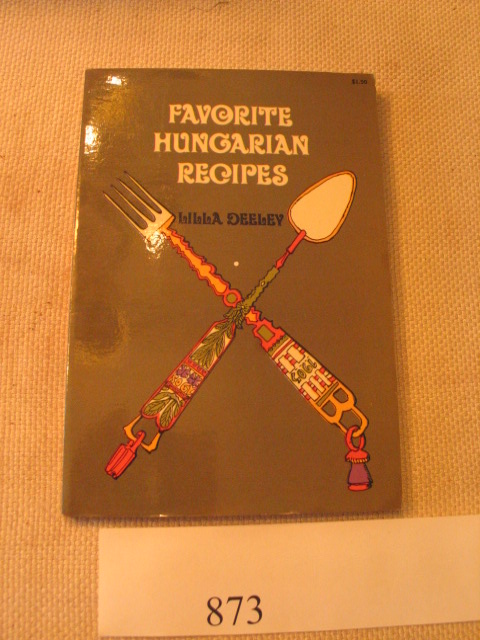 FAVORITE
HUNGARIAN
RECIPES
LILLA DEELEY
873